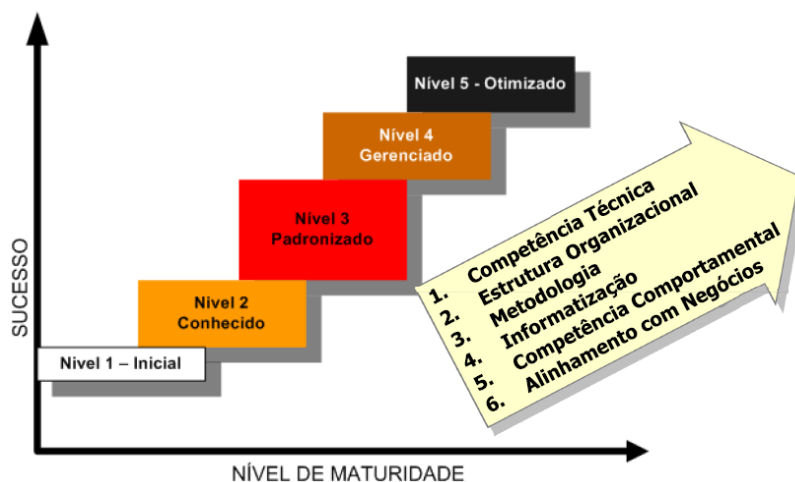 SUCESSO
Nível 5 - Otimizado
Nível 4
Gerenciado
Nível 3
Padronizado
Nivel 2
Conhecido
Nivel 1 – Inicial
1. Competência Técnica
2. Estrutura Organizacional
3. Metodologia
4. Informatização
5. Competência Comportamental
6. Alinhamento com Negócios
NÍVEL DE MATURIDADE